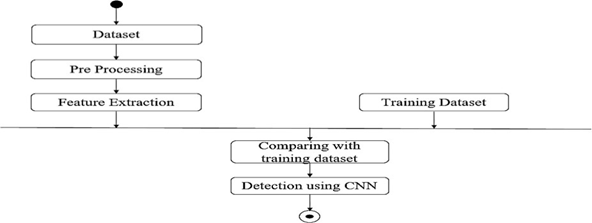 Dataset
Pre Processing
Feature Extraction
Training Dataset
Comparing with
training dataset
Detection using CNN